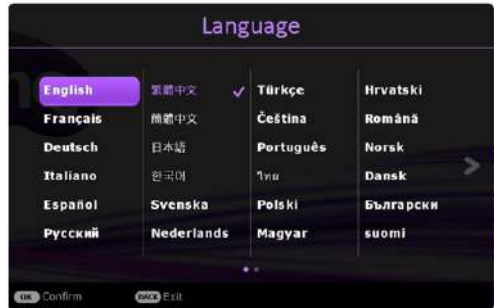 Language
English
Français
Deutsch
Italiano
Español
Русский
繁體中文
簡體中文
日本語
한국어
Svenska
Nederlands
Türkçe
Čeština
Português
ไทย
Polski
Magyar
Hrvatski
Română
Norsk
Dansk
Български
suomi
OK Confirm
BACK Exit